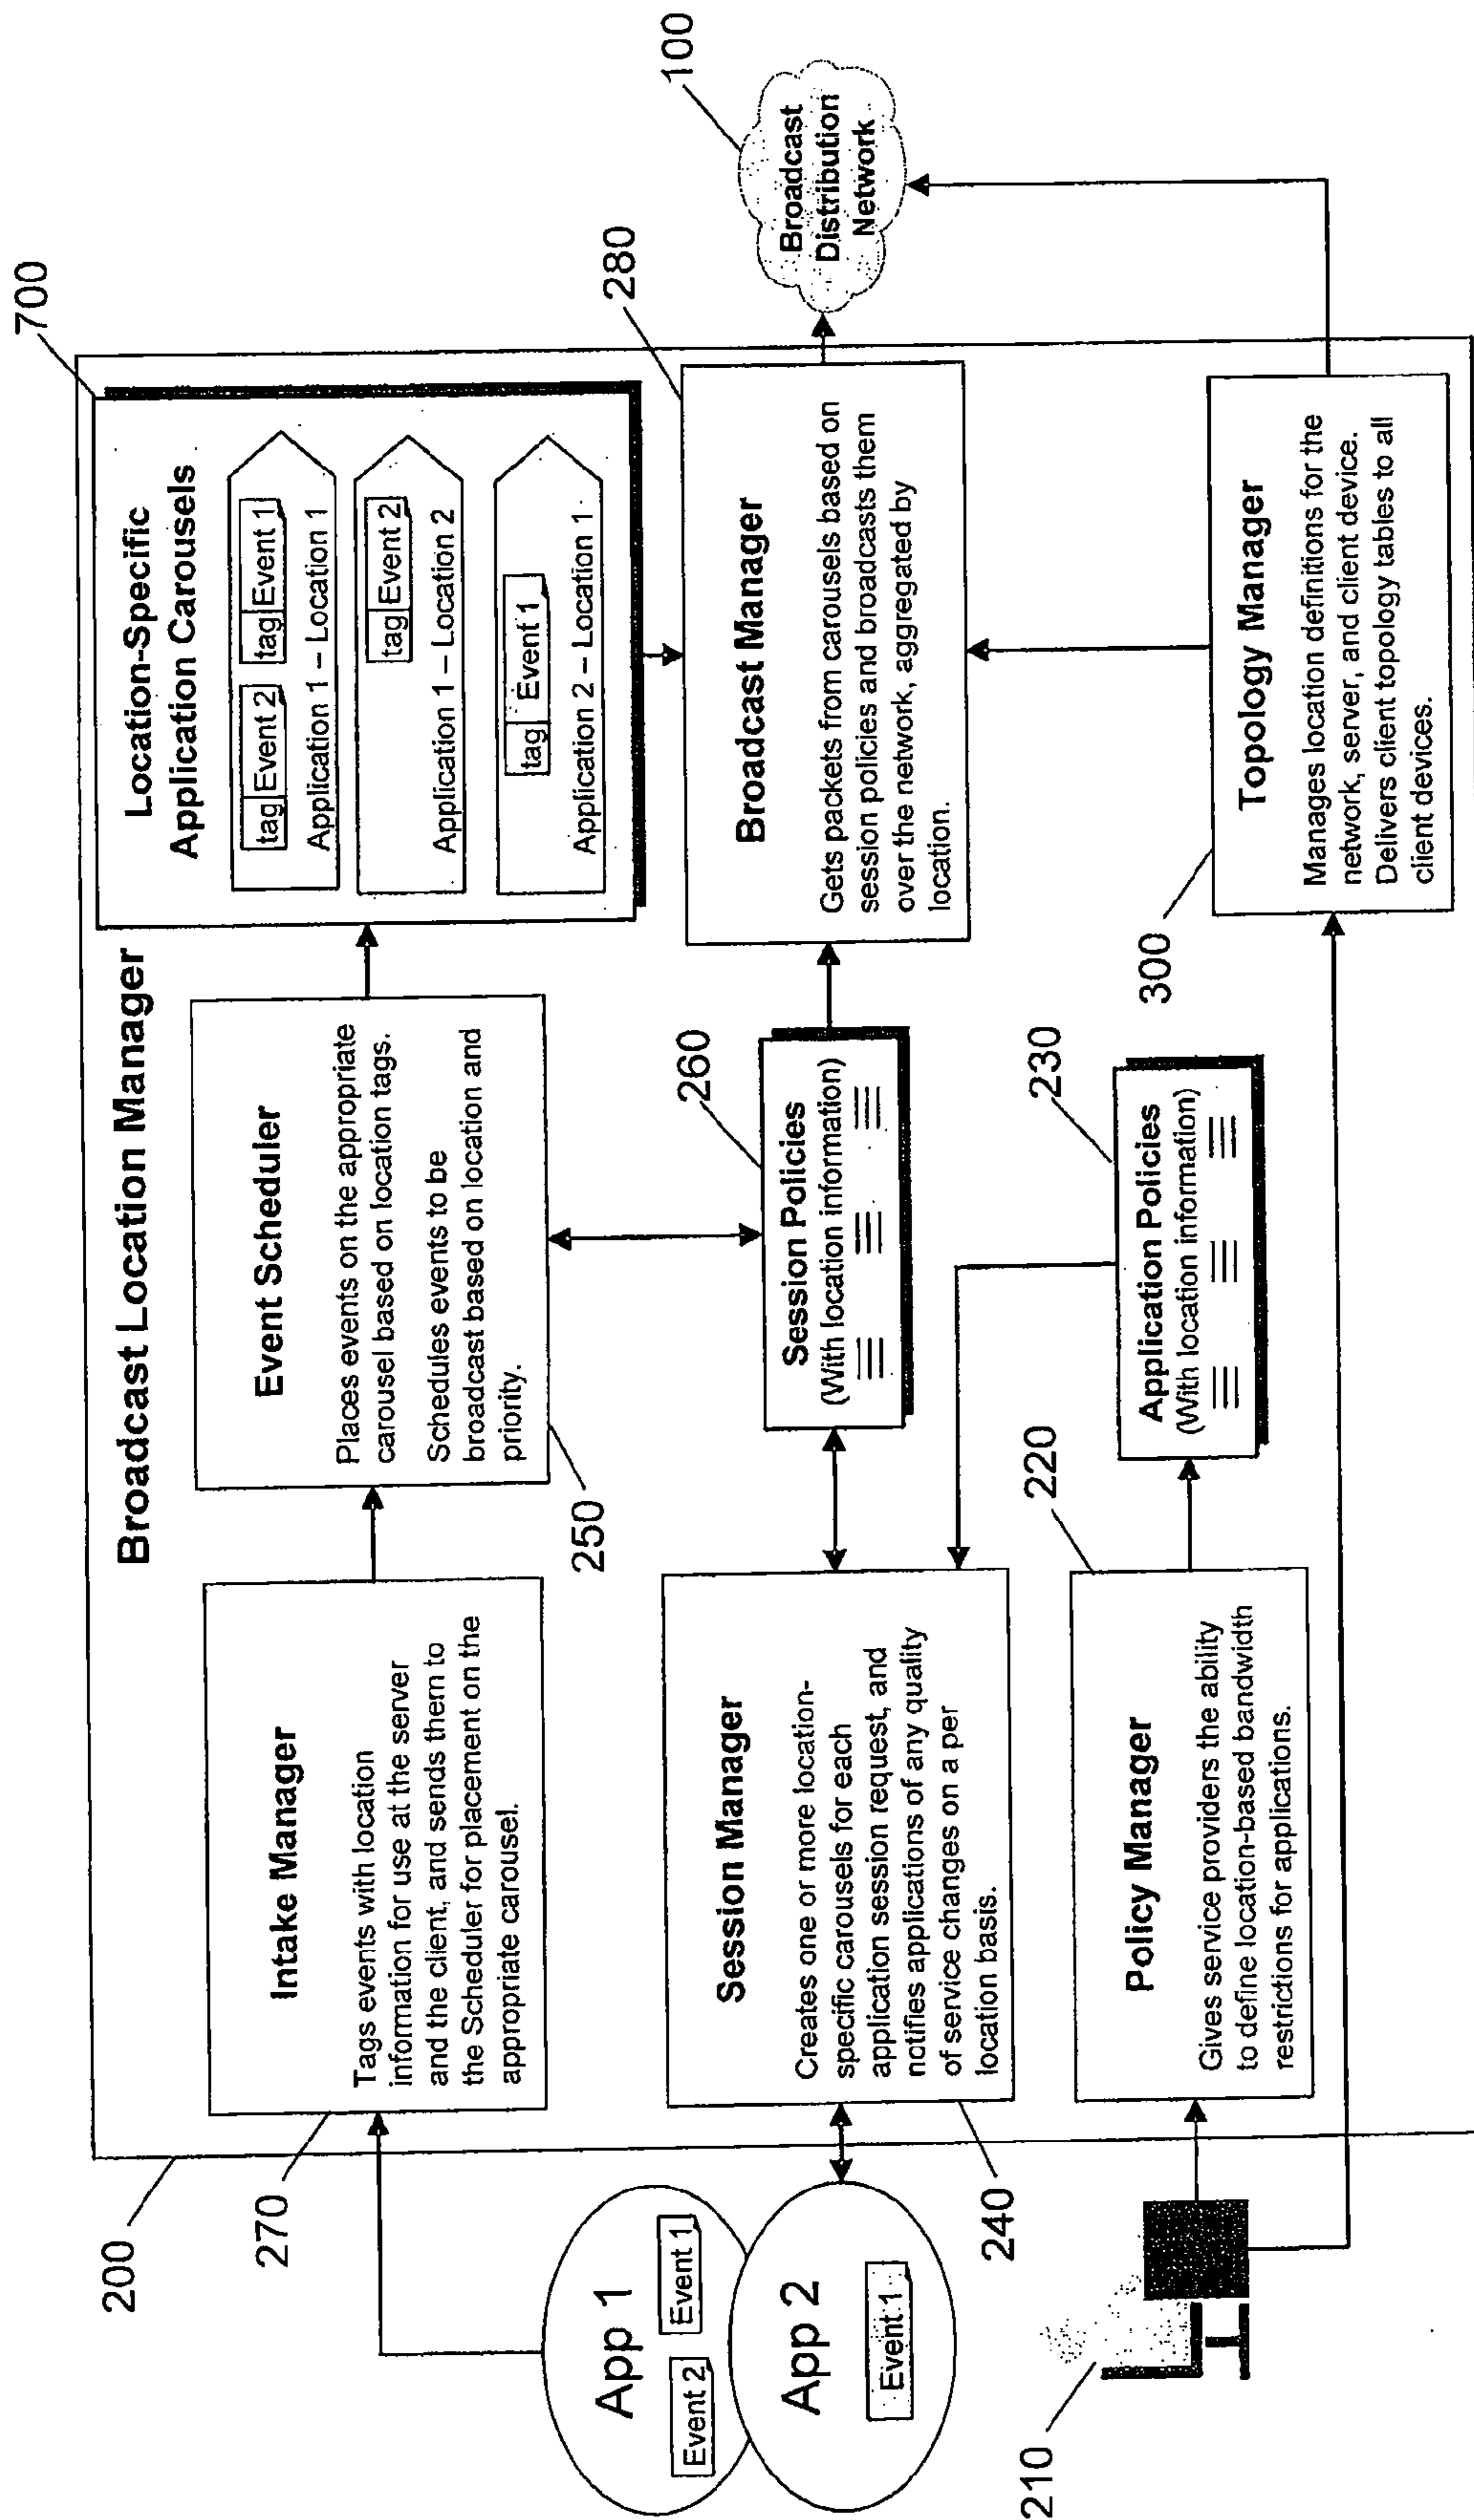 Broadcast Location Manager
200
270
Intake Manager
Tags events with location
information for use at the server
and the client, and sends them to
the Scheduler for placement on the
appropriate carousel.
Event Scheduler
Places events on the appropriate
carousel based on location tags.
Schedules events to be
broadcast based on location and
priority.
250
700
Location-Specific
Application Carousels
tag Event 2
tag Event 1
Application 1 – Location 1
tag Event 2
Application 1 – Location 2
tag Event 1
Application 2 – Location 1
App 1
Event 2
Event 1
App 2
Event 1
Session Manager
Creates one or more location-
specific carousels for each
application session request, and
notifies applications of any quality
of service changes on a per
location basis.
240
260
Session Policies
(With location information)
280
Broadcast Manager
Gets packets from carousels based on
session policies and broadcasts them
over the network, aggregated by
location.
100
Broadcast
Distribution
Network
210
220
Policy Manager
Gives service providers the ability
to define location-based bandwidth
restrictions for applications.
230
Application Policies
(With location information)
300
Topology Manager
Manages location definitions for the
network, server, and client device.
Delivers client topology tables to all
client devices.